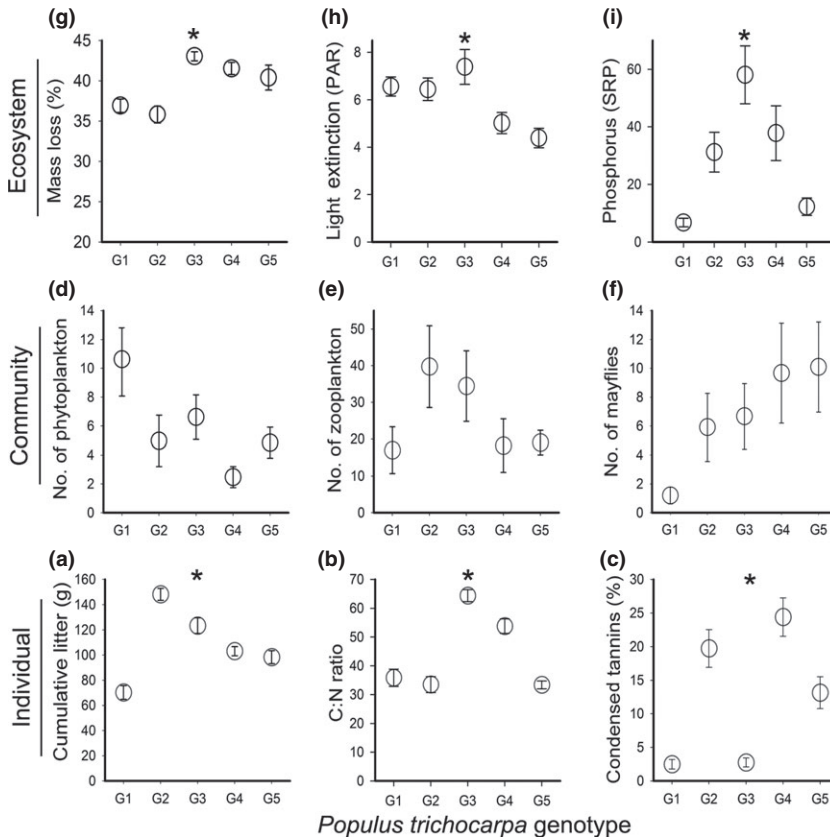 (g)
(h)
(i)
Ecosystem
Mass loss (%)
45
40
35
30
25
20
*
G1 G2 G3 G4 G5
Light extinction (PAR)
8
6
4
2
0
*
G1 G2 G3 G4 G5
Phosphorus (SRP)
60
40
20
0
*
G1 G2 G3 G4 G5
(d)
(e)
(f)
Community
No. of phytoplankton
14
12
10
8
6
4
2
0
G1 G2 G3 G4 G5
No. of zooplankton
50
40
30
20
10
0
G1 G2 G3 G4 G5
No. of mayflies
14
12
10
8
6
4
2
0
G1 G2 G3 G4 G5
(a)
(b)
(c)
Individual
Cumulative litter (g)
160
140
120
100
80
60
40
20
0
*
G1 G2 G3 G4 G5
C:N ratio
70
60
50
40
30
20
10
0
*
G1 G2 G3 G4 G5
Condensed tannins (%)
30
25
20
15
10
5
0
*
G1 G2 G3 G4 G5
Populus trichocarpa genotype